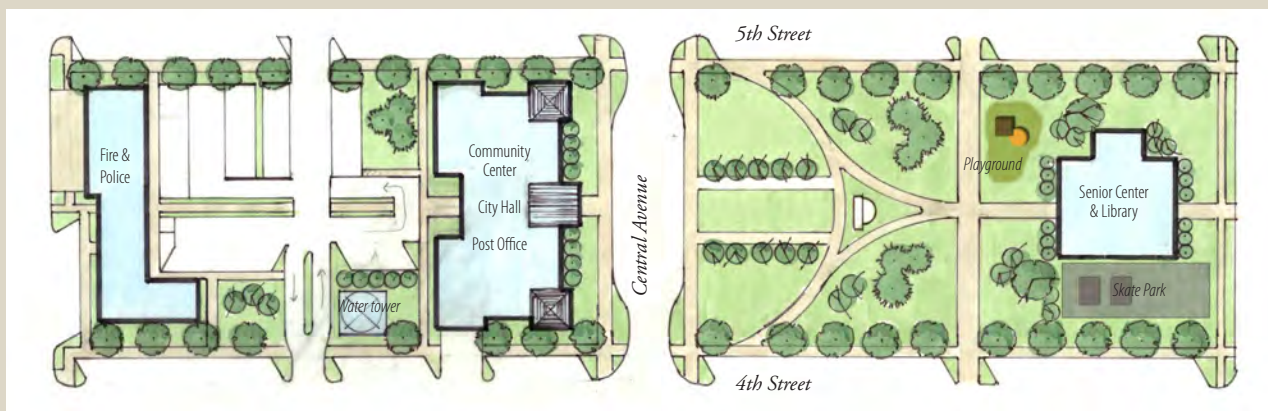 5th Street
Fire &
Police
Community
Center
City Hall
Post Office
Water tower
Central Avenue
4th Street
Playground
Senior Center
& Library
Skate Park